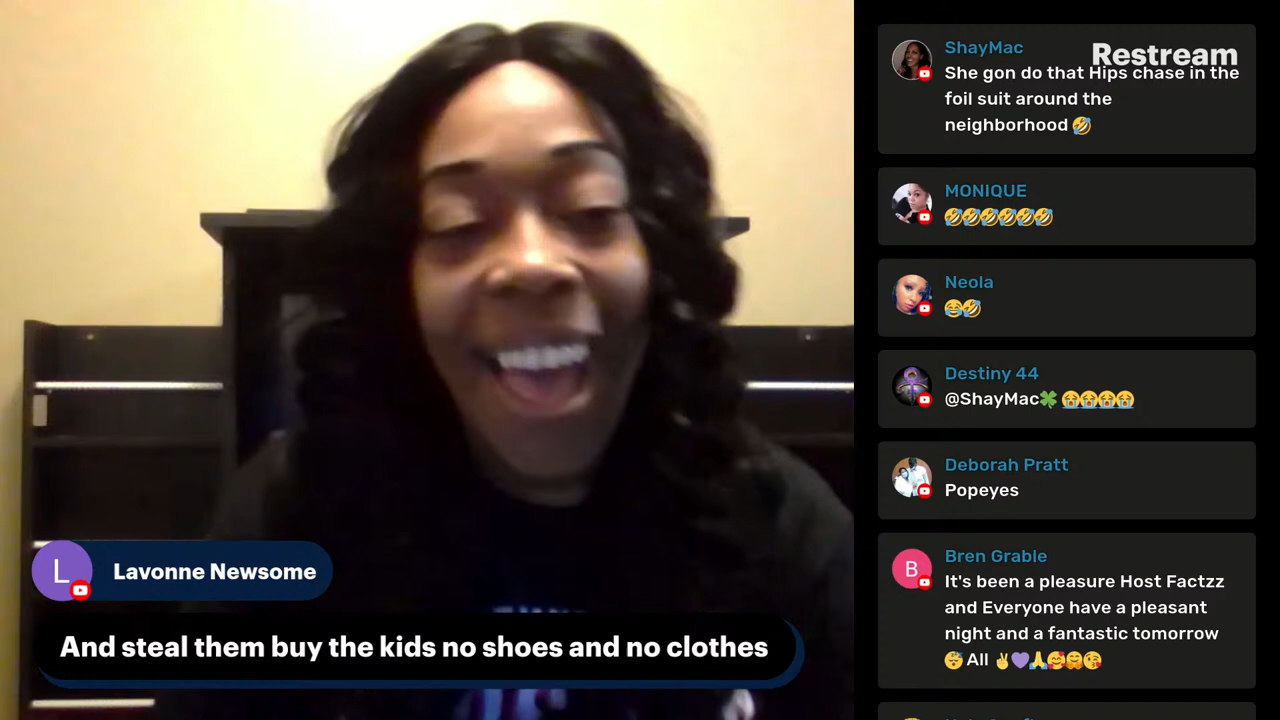 Restream
ShayMac
She gon do that Hips chase in the
foil suit around the
neighborhood 🤣
MONIQUE
🤣🤣🤣🤣🤣🤣
Neola
😂🤣
Destiny 44
@ShayMac🍀 😭😭😭😭
Deborah Pratt
Popeyes
B
Bren Grable
It's been a pleasure Host Factzz
and Everyone have a pleasant
night and a fantastic tomorrow
😴 All ✌💜🙏🥰🤗😘
L
Lavonne Newsome
And steal them buy the kids no shoes and no clothes